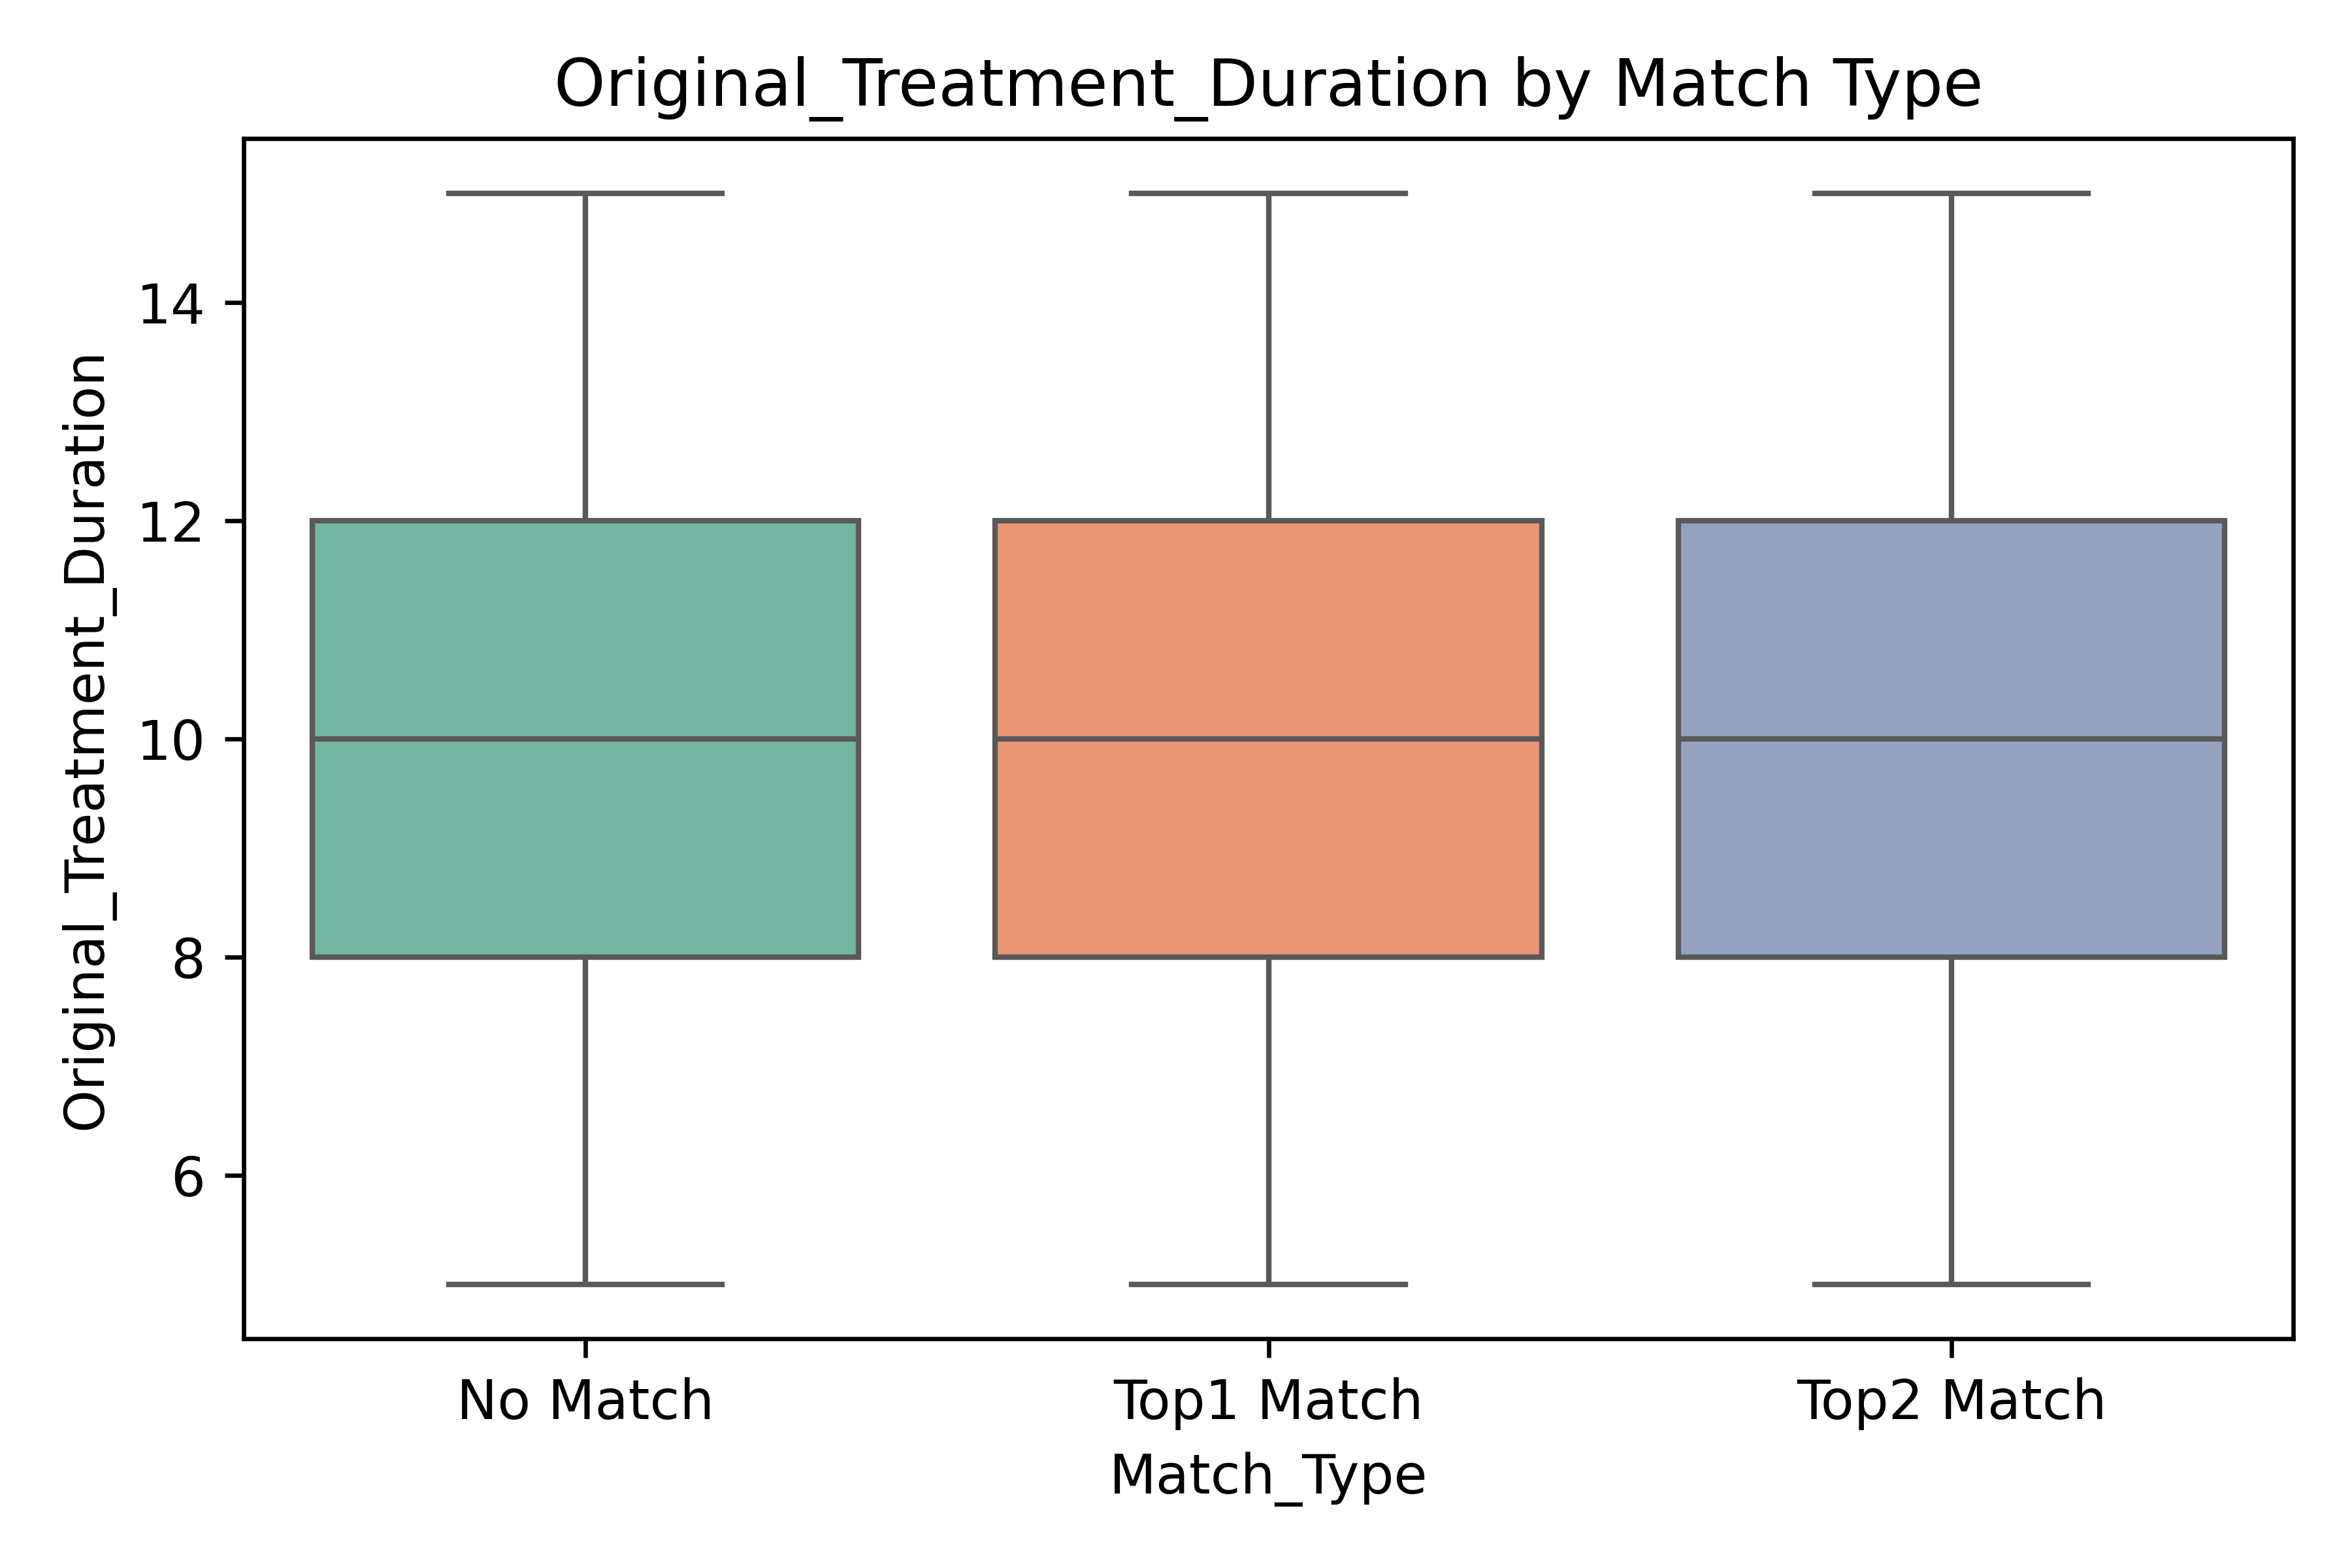 Original_Treatment_Duration by Match Type
Original_Treatment_Duration
14
12
10
8
6
No Match
Top1 Match
Top2 Match
Match_Type